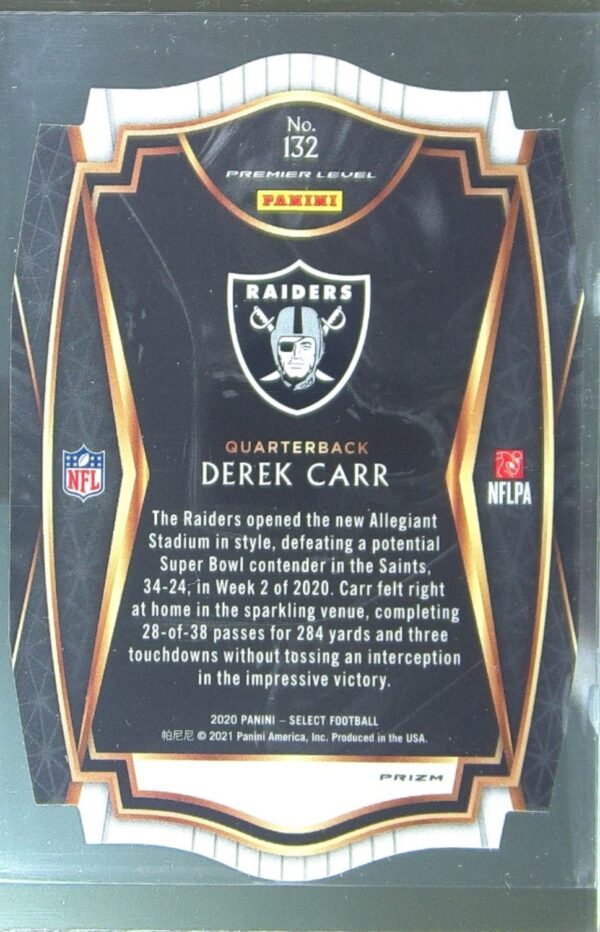 No.
132
PREMIER LEVEL
PANINI
RAIDERS
QUARTERBACK
DEREK CARR
NFL
NFLPA
The Raiders opened the new Allegiant
Stadium in style, defeating a potential
Super Bowl contender in the Saints,
34-24, in Week 2 of 2020. Carr felt right
at home in the sparkling venue, completing
28-of-38 passes for 284 yards and three
touchdowns without tossing an interception
in the impressive victory.
2020 PANINI – SELECT FOOTBALL
帕尼尼 © 2021 Panini America, Inc. Produced in the USA.
PRIZM